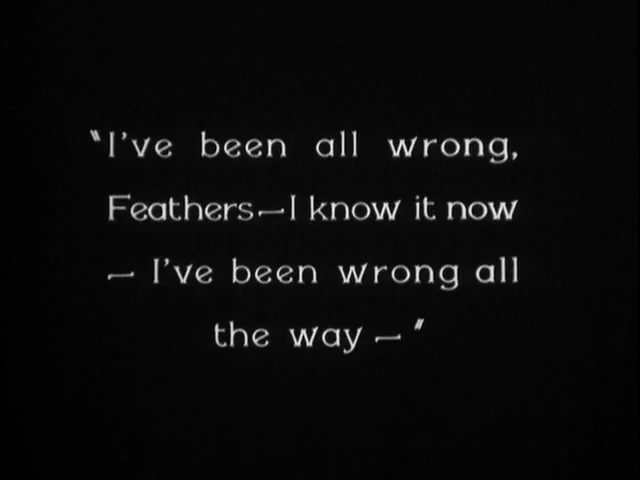 "I've been all wrong,
Feathers—I know it now
— I've been wrong all
the way — "